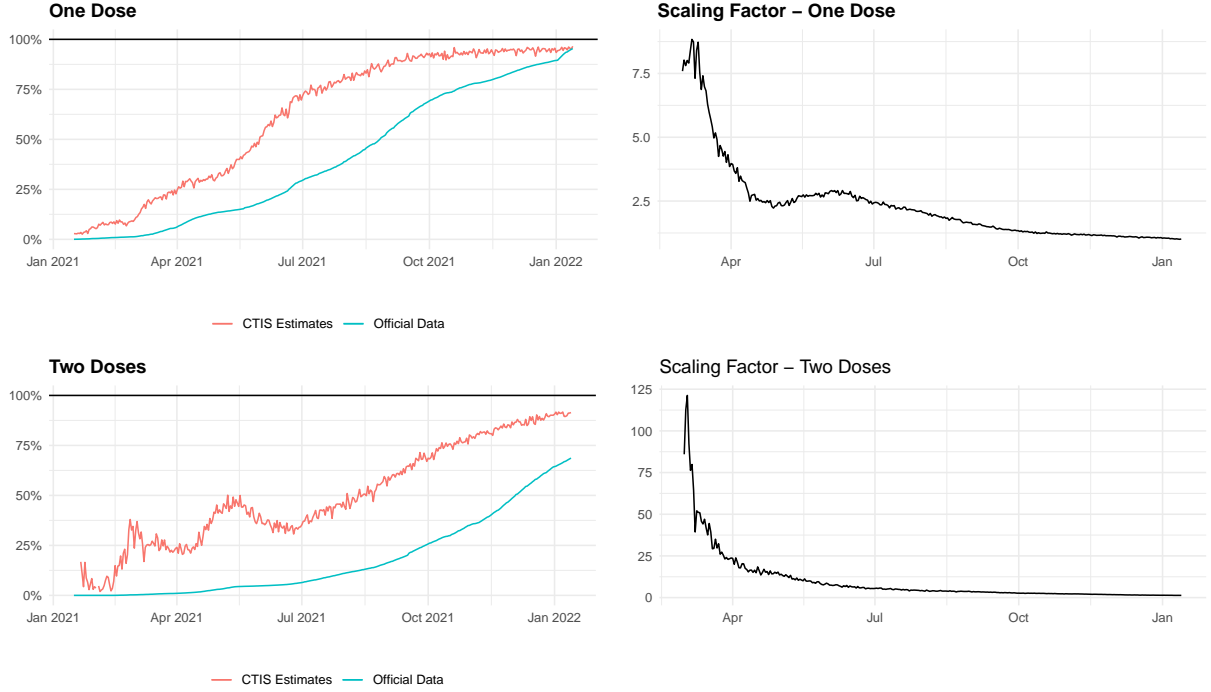 One Dose
100%
75%
50%
25%
0%
Jan 2021 Apr 2021 Jul 2021 Oct 2021 Jan 2022
CTIS Estimates Official Data
Scaling Factor – One Dose
7.5
5.0
2.5
Apr Jul Oct Jan
Two Doses
100%
75%
50%
25%
0%
Jan 2021 Apr 2021 Jul 2021 Oct 2021 Jan 2022
CTIS Estimates Official Data
Scaling Factor – Two Doses
125
100
75
50
25
0
Apr Jul Oct Jan